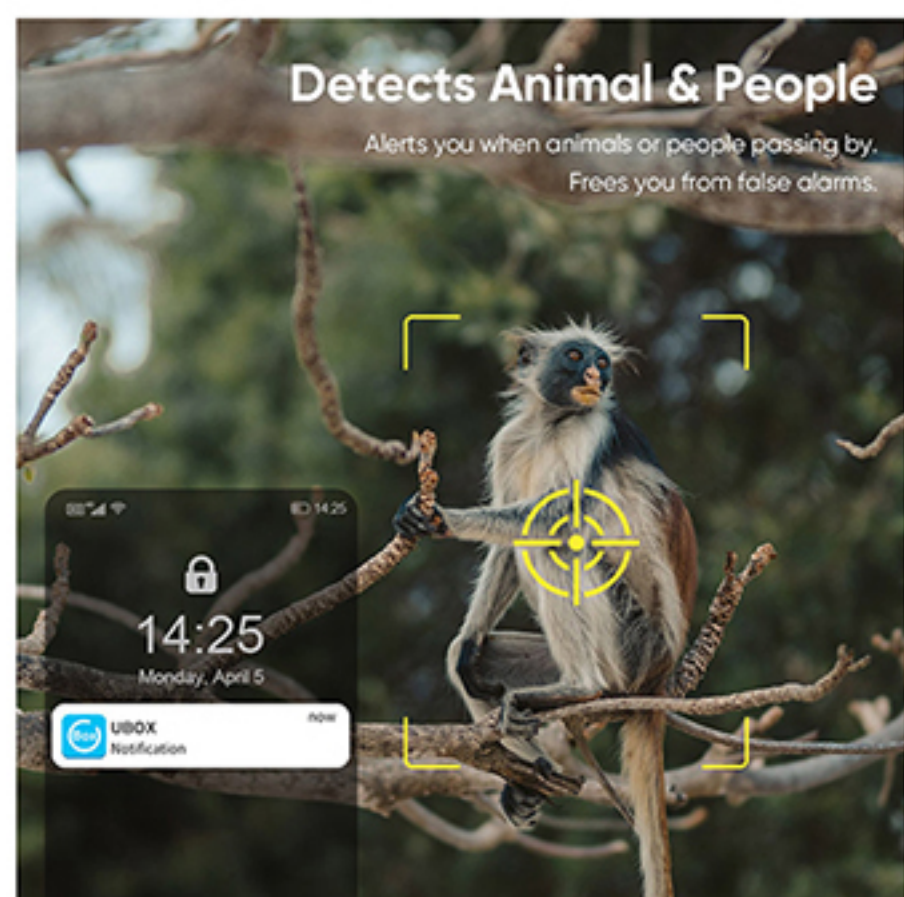 Detects Animal & People
Alerts you when animals or people passing by.
Frees you from false alarms.
14:25
14:25
Monday, April 5
UBOX
now
Notification